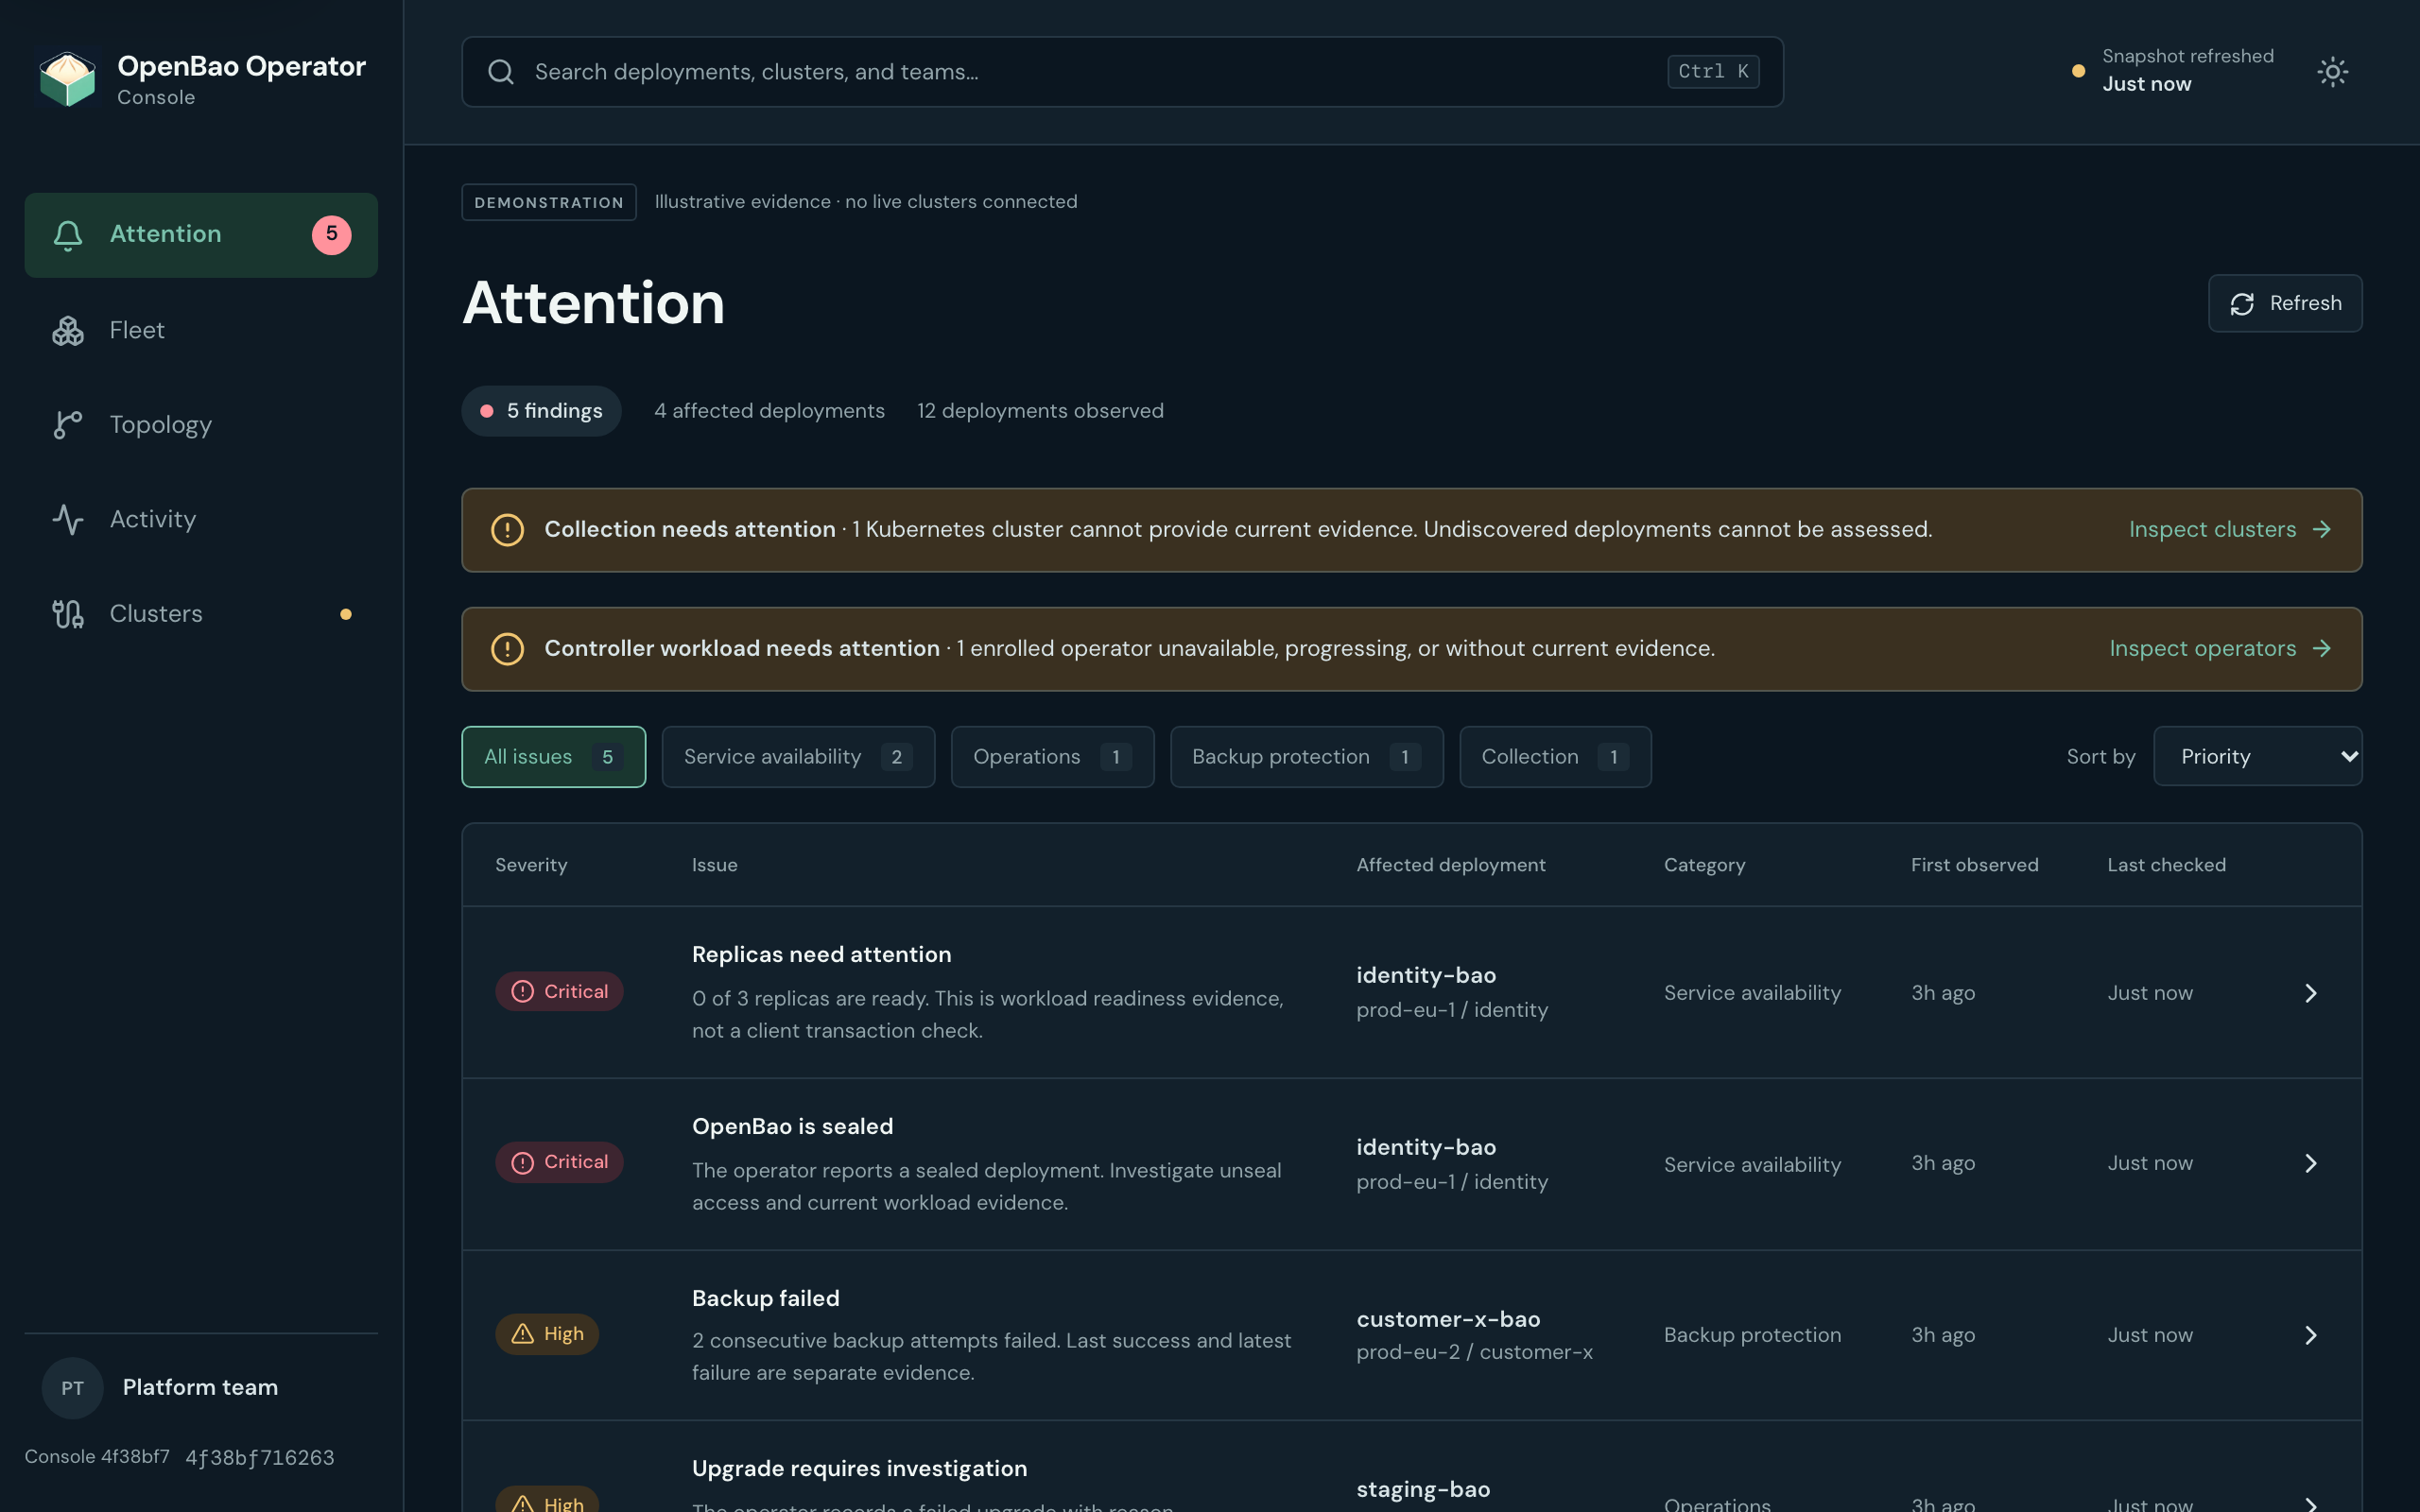 OpenBao Operator
Console
Search deployments, clusters, and teams...
Ctrl K
Snapshot refreshed
Just now
Attention
5
Fleet
Topology
Activity
Clusters
DEMONSTRATION
Illustrative evidence · no live clusters connected
Attention
Refresh
5 findings
4 affected deployments
12 deployments observed
Collection needs attention · 1 Kubernetes cluster cannot provide current evidence. Undiscovered deployments cannot be assessed.
Inspect clusters
Controller workload needs attention · 1 enrolled operator unavailable, progressing, or without current evidence.
Inspect operators
All issues 5
Service availability 2
Operations 1
Backup protection 1
Collection 1
Sort by
Priority
Severity
Issue
Affected deployment
Category
First observed
Last checked
Critical
Replicas need attention
0 of 3 replicas are ready. This is workload readiness evidence,
not a client transaction check.
identity-bao
prod-eu-1 / identity
Service availability
3h ago
Just now
Critical
OpenBao is sealed
The operator reports a sealed deployment. Investigate unseal
access and current workload evidence.
identity-bao
prod-eu-1 / identity
Service availability
3h ago
Just now
High
Backup failed
2 consecutive backup attempts failed. Last success and latest
failure are separate evidence.
customer-x-bao
prod-eu-2 / customer-x
Backup protection
3h ago
Just now
High
Upgrade requires investigation
The operator records a failed upgrade with reason
staging-bao
Operations
3h ago
Just now
PT
Platform team
Console 4f38bf7 4f38bf716263